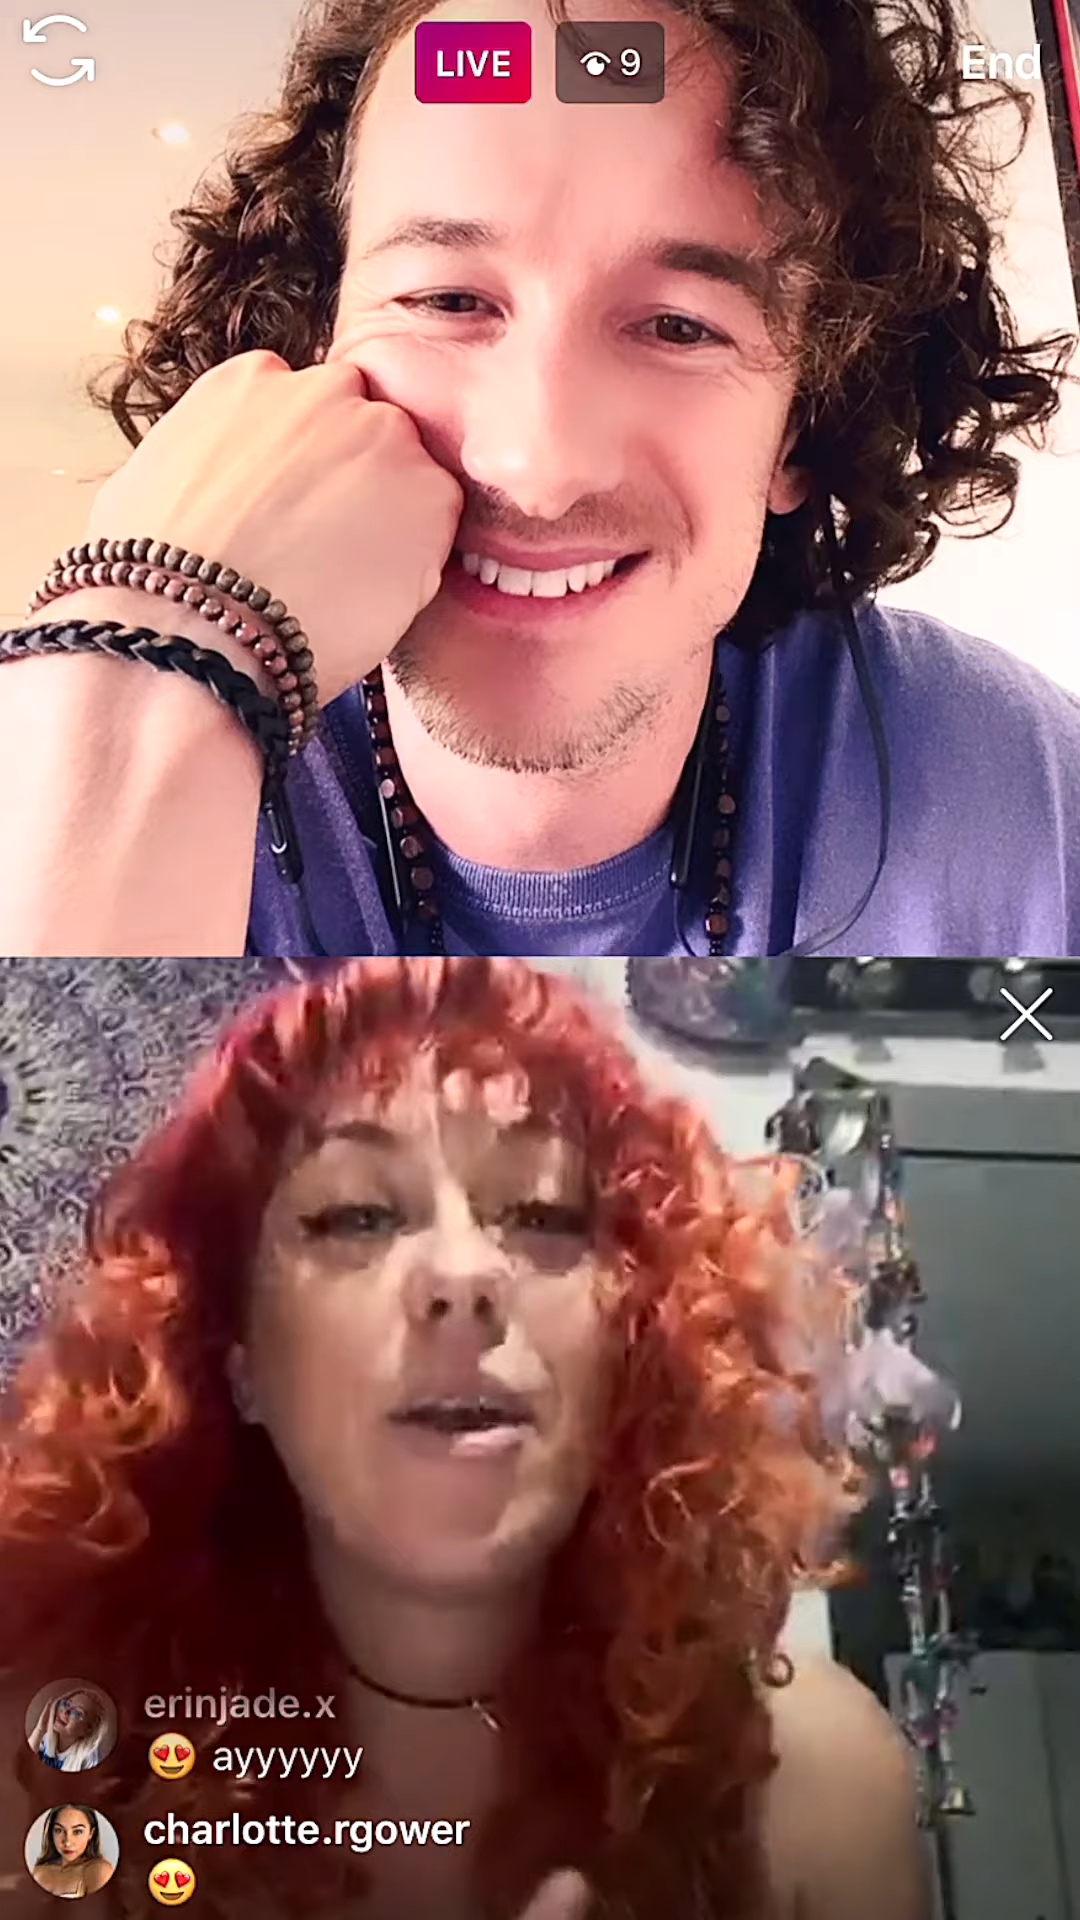 LIVE
9
End
erinjade.x
😍 ayyyyyy
charlotte.rgower
😍